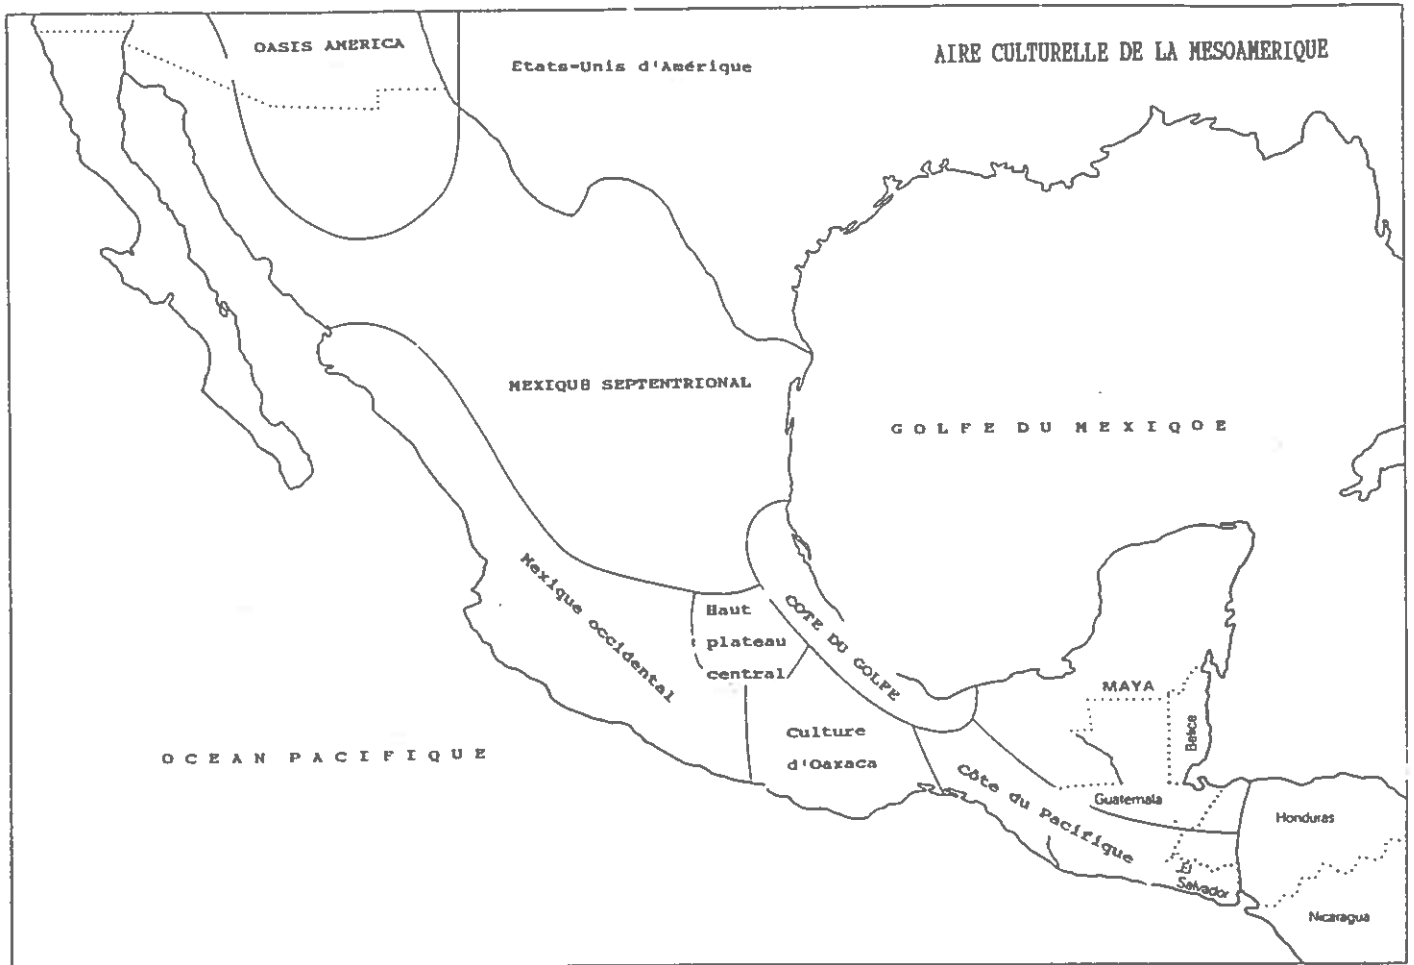 OASIS AMERICA
Etats-Unis d'Amérique
AIRE CULTURELLE DE LA MESOAMERIQUE
MEXIQUE SEPTENTRIONAL
GOLFE DU MEXIQOE
Mexique occidental
Haut
plateau
central
COTE DU GOLFE
MAYA
Belice
Culture
d'Oaxaca
OCEAN PACIFIQUE
Côte du Pacifique
Guatemala
Honduras
El
Salvador
Nicaragua